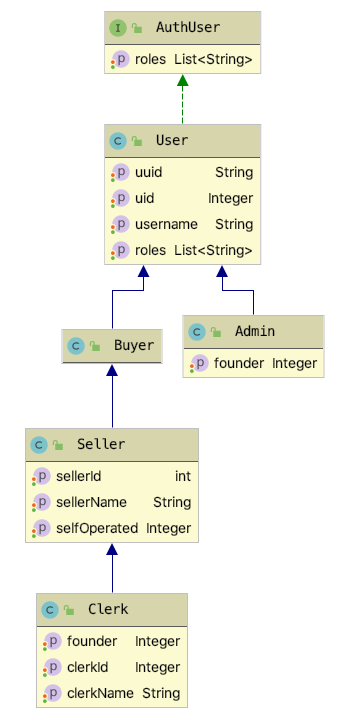 I AuthUser
p roles List<String>
C User
p uuid String
p uid Integer
p username String
p roles List<String>
C Buyer
C Admin
p founder Integer
C Seller
p sellerId int
p sellerName String
p selfOperated Integer
C Clerk
p founder Integer
p clerkId Integer
p clerkName String